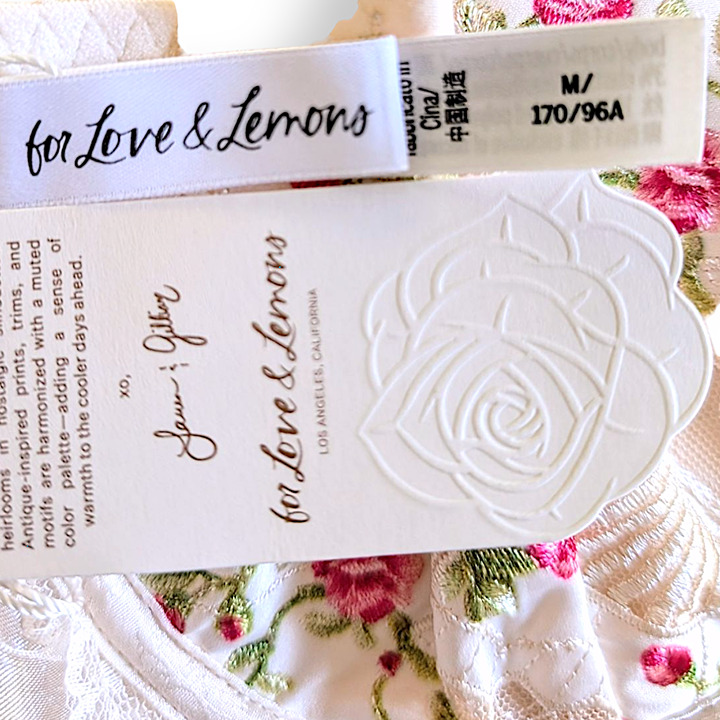 for Love & Lemons
Cina/
中国制造
M/
170/96A
heirlooms in nostalgic
Antique-inspired prints, trims, and
motifs are harmonized with a muted
color palette—adding a sense of
warmth to the cooler days ahead.
xo,
for Love & Lemons
LOS ANGELES, CALIFORNIA